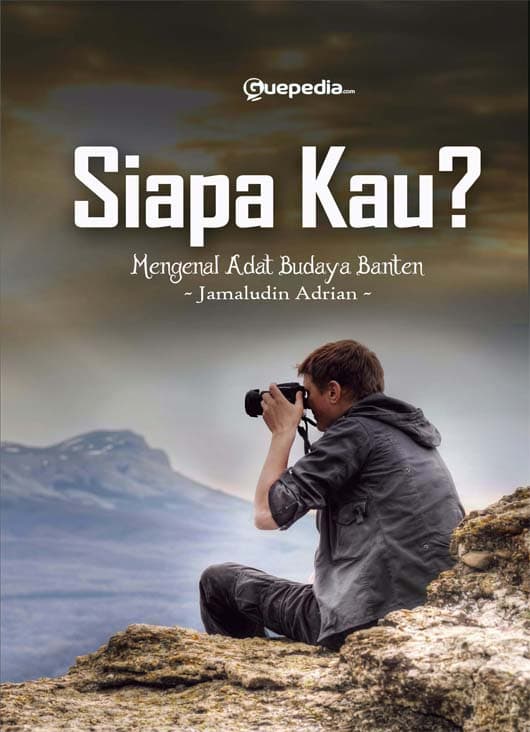 Guepedia.com
Siapa Kau?
Mengenal Adat Budaya Banten
~ Jamaludin Adrian ~